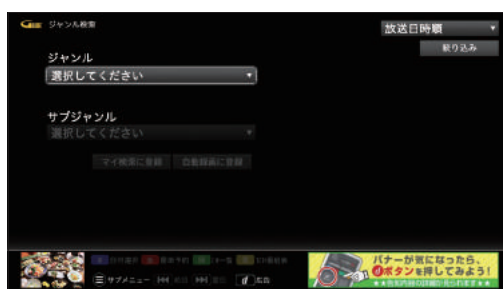 ジャンル検索
放送日時順
絞り込み
ジャンル
選択してください
サブジャンル
選択してください
マイ検索に登録 自動録画に登録
サブメニュー
d 広告
バナーが気になったら、
dボタンを押してみよう!